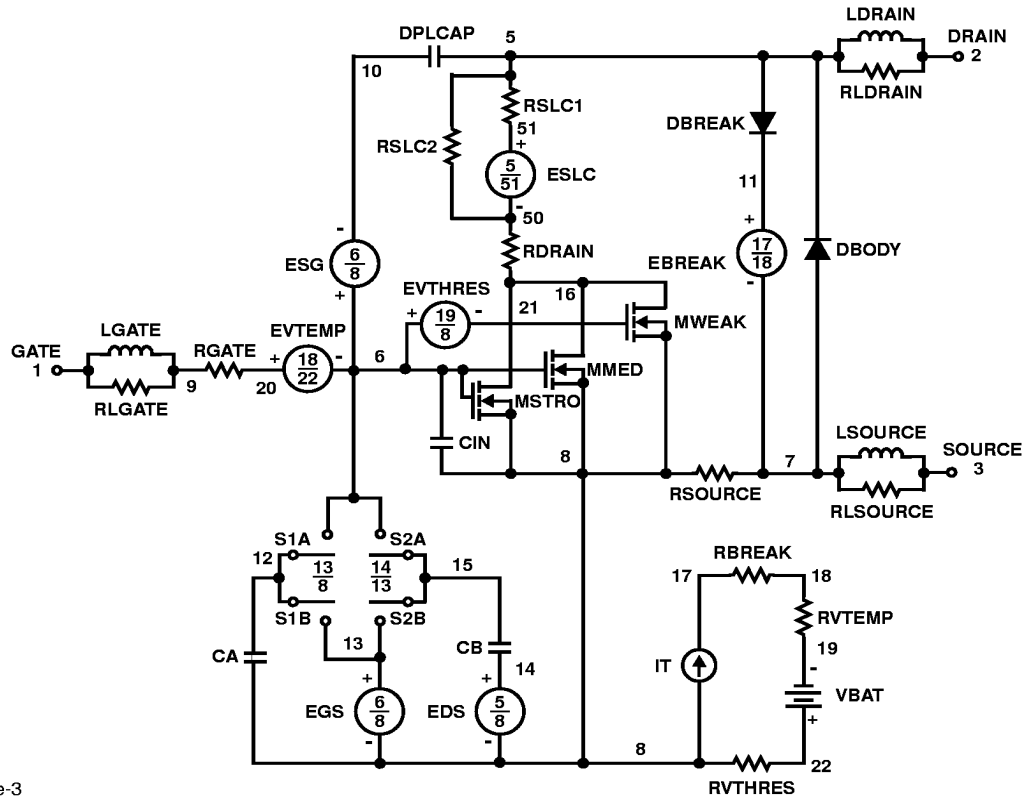 LDRAIN
DPLCAP
5
DRAIN
2
10
RLDRAIN
RSLC1
51
DBREAK
RSLC2
+
5
51
ESLC
11
-
50
-
+
17
18
EBREAK
-
DBODY
RDRAIN
6
8
ESG
+
EVTHRES
16
21
+
19
8
-
MWEAK
LGATE
EVTEMP
GATE
1
RGATE
+
18
22
-
6
9
20
RLGATE
MMED
MSTRO
CIN
8
7
LSOURCE
SOURCE
3
RSOURCE
RLSOURCE
S1A
S2A
12
13
8
14
13
15
S1B
S2B
13
CA
CB
14
+
EGS
6
8
-
+
EDS
5
8
-
8
RBREAK
17
18
RVTEMP
19
-
IT
VBAT
+
22
RVTHRES
e-3